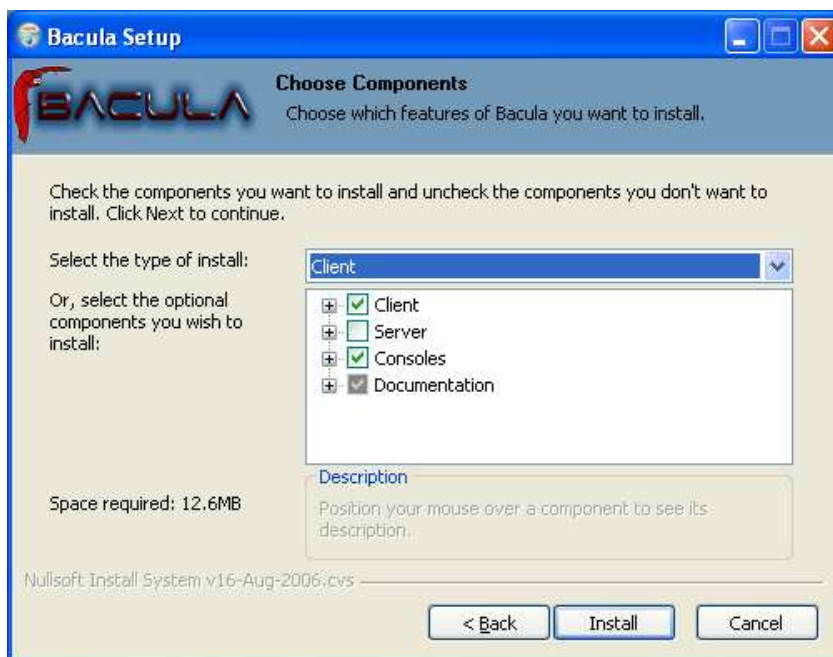 Bacula Setup
BACULA
Choose Components
Choose which features of Bacula you want to install.
Check the components you want to install and uncheck the components you don't want to
install. Click Next to continue.
Select the type of install:
Client
Or, select the optional
components you wish to
install:
Client
Server
Consoles
Documentation
Space required: 12.6MB
Description
Position your mouse over a component to see its
description.
Nullsoft Install System v16-Aug-2006.cvs
< Back
Install
Cancel